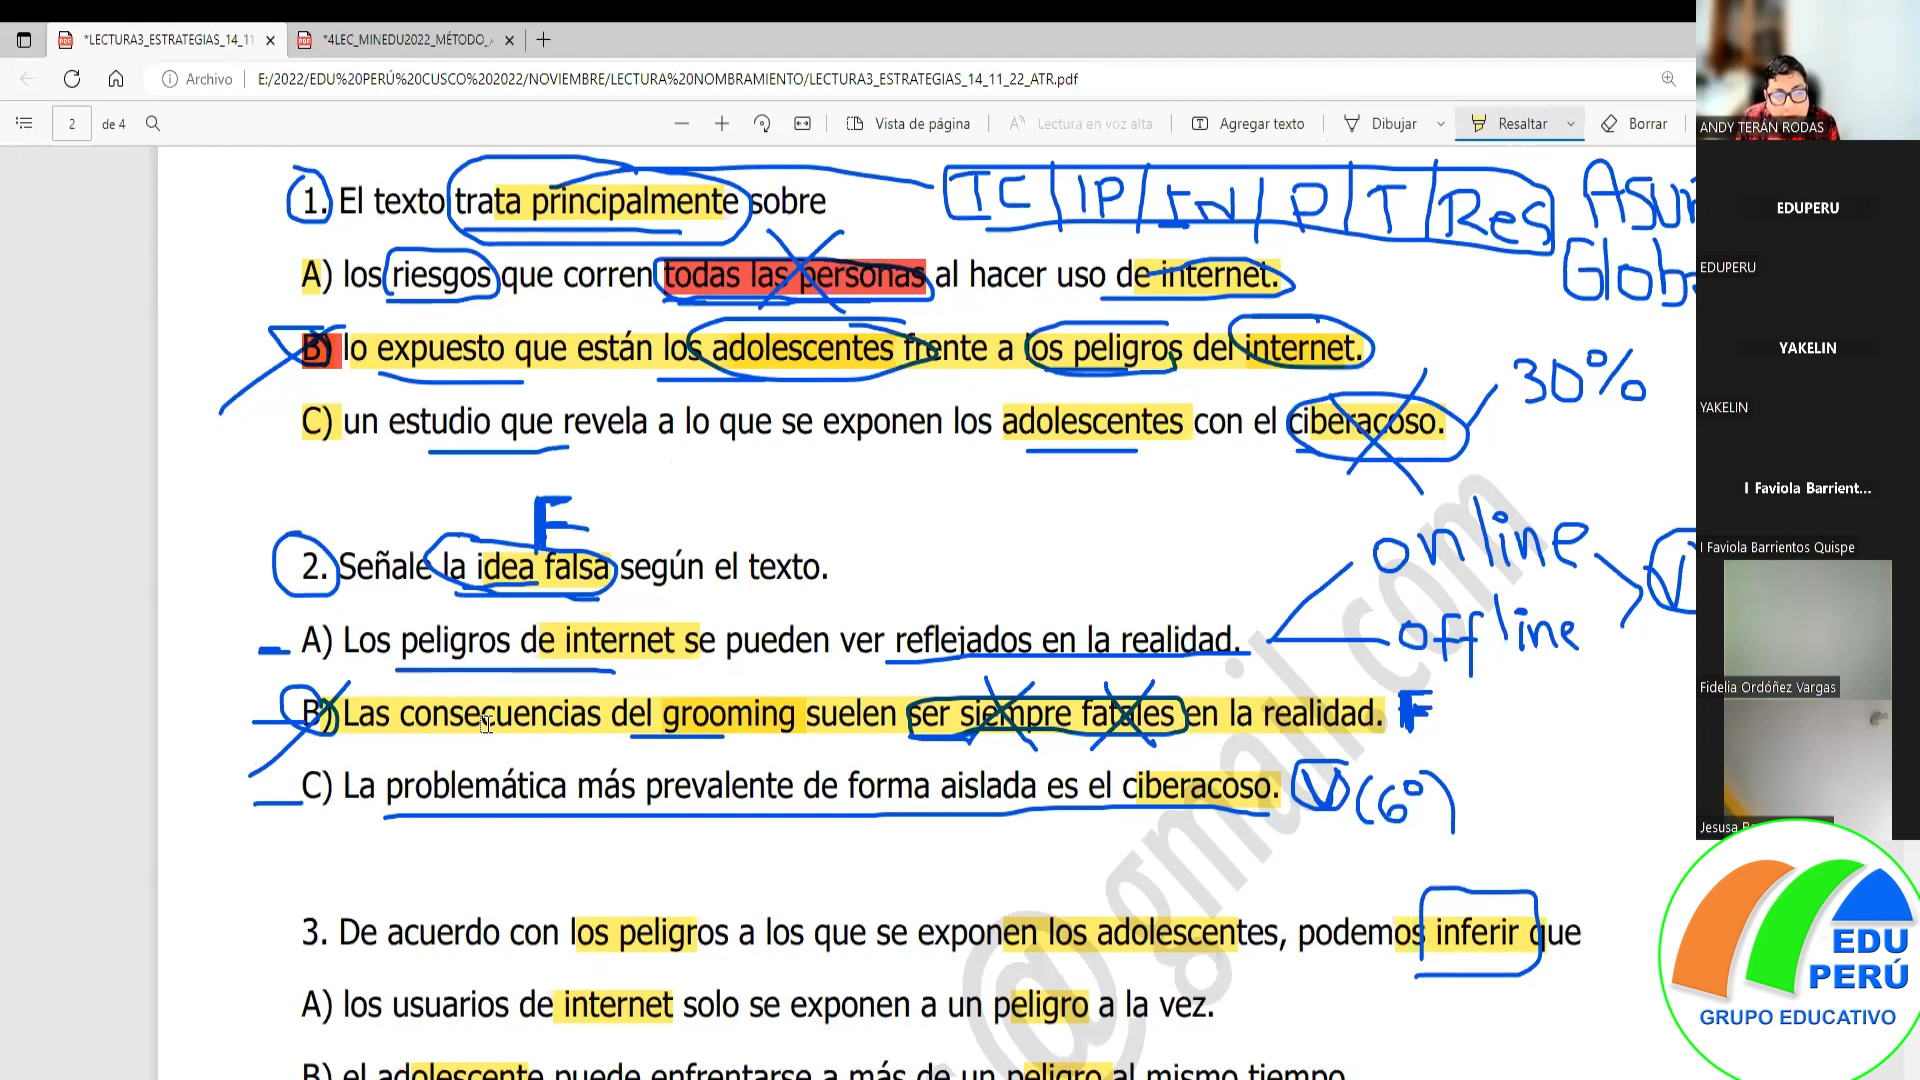 *LECTURA3_ESTRATEGIAS_14_11
*4LEC_MINEDU2022_MÉTODO_
Archivo
E:/2022/EDU%20PERÚ%20CUSCO%202022/NOVIEMBRE/LECTURA%20NOMBRAMIENTO/LECTURA3_ESTRATEGIAS_14_11_22_ATR.pdf
2 de 4
Vista de página
Lectura en voz alta
Agregar texto
Dibujar
Resaltar
Borrar
1. El texto trata principalmente sobre
TC | IP | IN | P | T | Res
Global
A) los riesgos que corren todas las personas al hacer uso de internet.
B) lo expuesto que están los adolescentes frente a los peligros del internet.
C) un estudio que revela a lo que se exponen los adolescentes con el ciberacoso.
30%
F
2. Señale la idea falsa según el texto.
online
offline
V
A) Los peligros de internet se pueden ver reflejados en la realidad.
B) Las consecuencias del grooming suelen ser siempre fatales en la realidad. F
C) La problemática más prevalente de forma aislada es el ciberacoso. V (6°)
3. De acuerdo con los peligros a los que se exponen los adolescentes, podemos inferir que
A) los usuarios de internet solo se exponen a un peligro a la vez.
B) el adolescente puede enfrentarse a más de un peligro al mismo tiempo.
@gmail.com
ANDY TERÁN RODAS
EDUPERU
EDUPERU
YAKELIN
YAKELIN
I Faviola Barrient...
I Faviola Barrientos Quispe
Fidelia Ordóñez Vargas
Jesusa
EDU
PERÚ
GRUPO EDUCATIVO